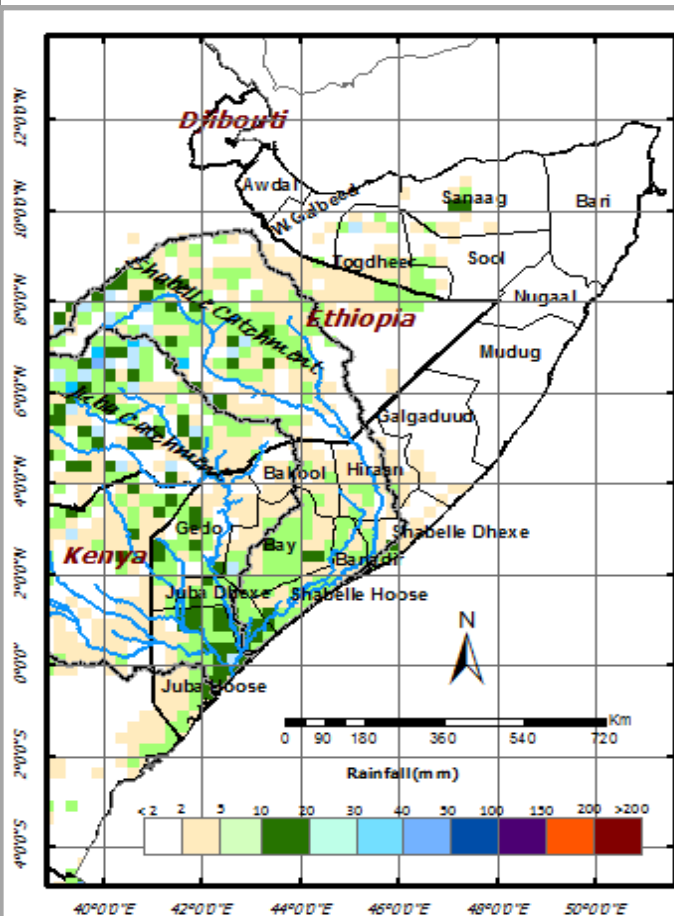 12°0'0"N
10°0'0"N
8°0'0"N
6°0'0"N
4°0'0"N
2°0'0"N
0°0'0"
2°0'0"S
4°0'0"S
Djibouti
Awdal
W.Galbeed
Sanaag
Bari
Togdheer
Sool
Nugaal
Shabelle Catchment
Ethiopia
Mudug
Juba Catchment
Galgaduud
Bakool
Hiraan
Gedo
Bay
Shabelle Dhexe
Kenya
Banadir
Juba Dhexe
Shabelle Hoose
Juba Hoose
N
Km
0 90 180 360 540 720
Rainfall(mm)
< 2 2 5 10 20 30 40 50 100 150 200 >200
40°0'0"E 42°0'0"E 44°0'0"E 46°0'0"E 48°0'0"E 50°0'0"E